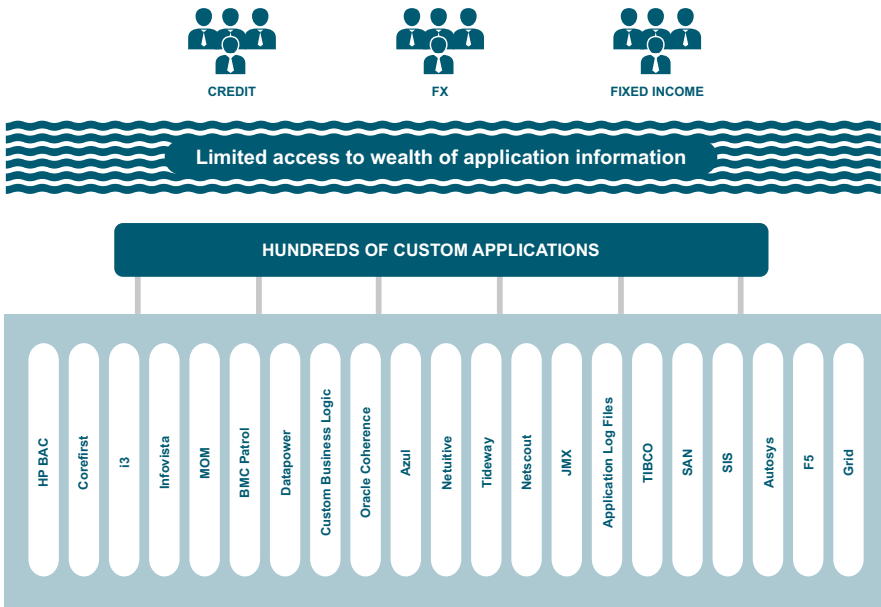 CREDIT
FX
FIXED INCOME
Limited access to wealth of application information
HUNDREDS OF CUSTOM APPLICATIONS
HP BAC
Corefirst
i3
Infovista
MOM
BMC Patrol
Datapower
Custom Business Logic
Oracle Coherence
Azul
Netuitive
Tideway
Netscout
JMX
Application Log Files
TIBCO
SAN
SIS
Autosys
F5
Grid